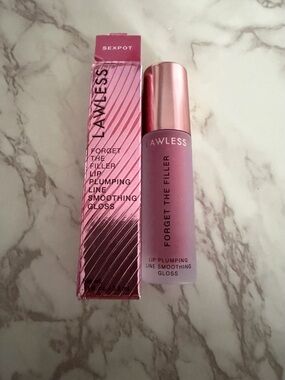 SEXPOT
LAWLESS
FORGET
THE
FILLER
LIP
PLUMPING
LINE
SMOOTHING
GLOSS
LAWLESS
FORGET THE FILLER
LIP PLUMPING
LINE SMOOTHING
GLOSS